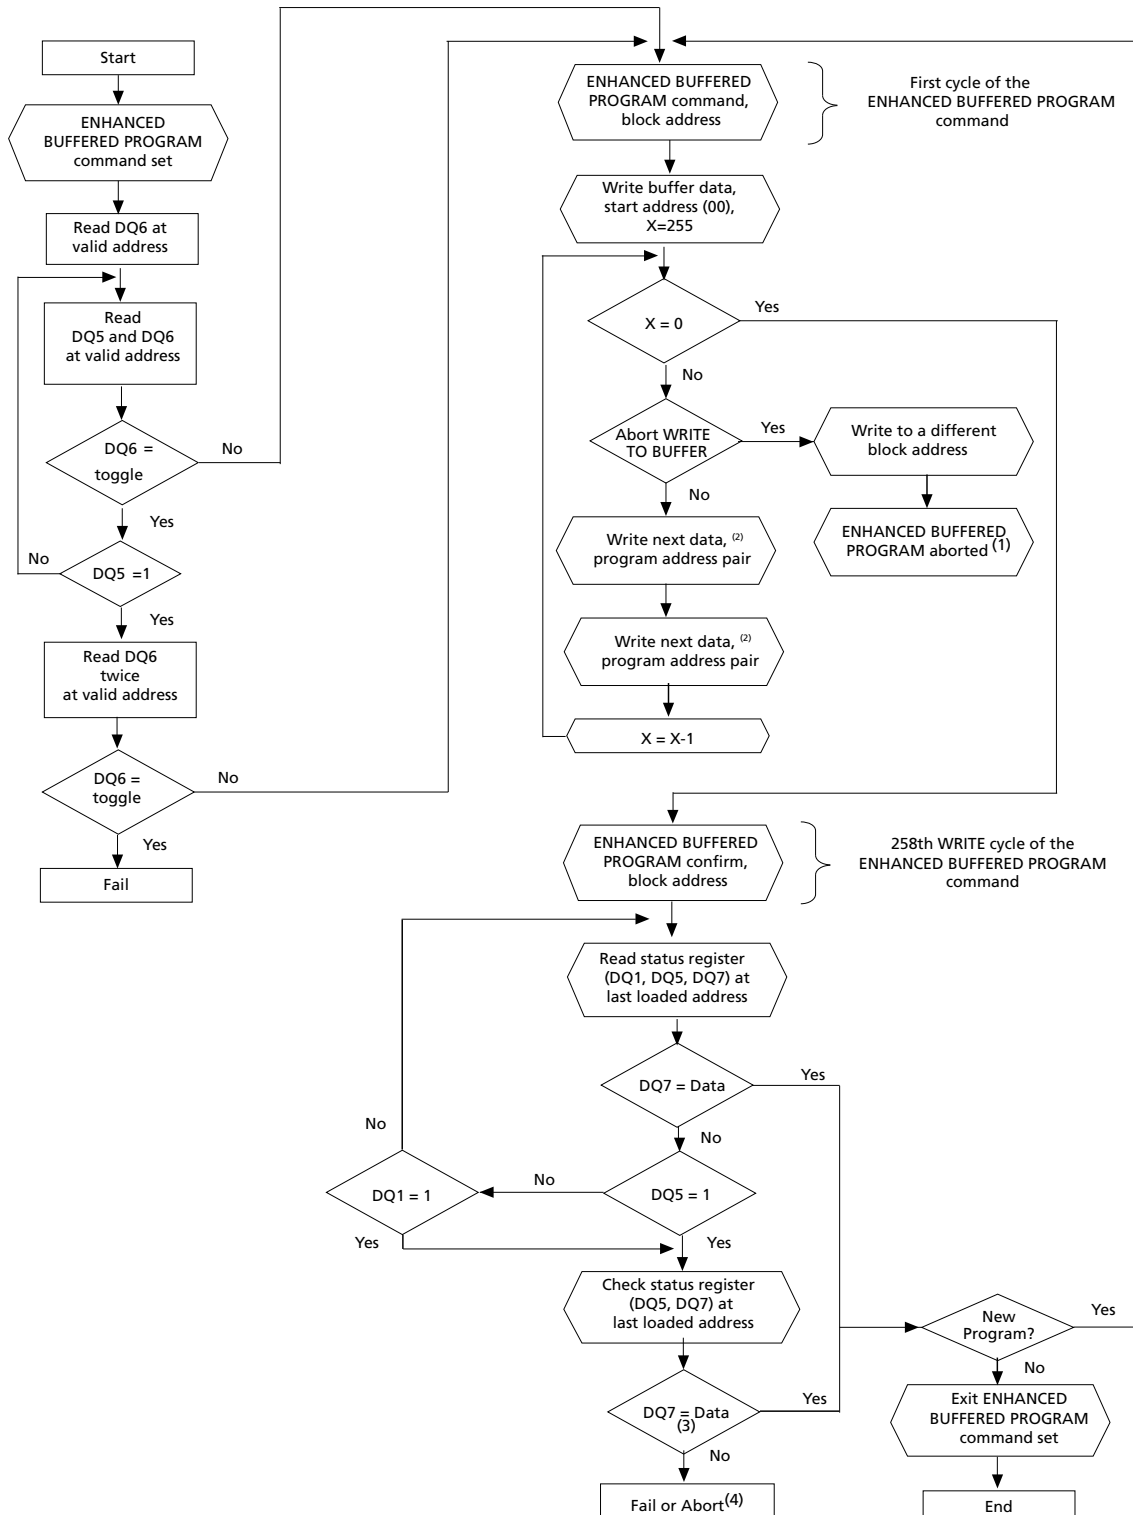 Start
ENHANCED
BUFFERED PROGRAM
command set
Read DQ6 at
valid address
Read
DQ5 and DQ6
at valid address
DQ6 =
toggle
No
Yes
DQ5 =1
No
Yes
Read DQ6
twice
at valid address
DQ6 =
toggle
No
Yes
Fail
ENHANCED BUFFERED
PROGRAM command,
block address
First cycle of the
ENHANCED BUFFERED PROGRAM
command
Write buffer data,
start address (00),
X=255
X = 0
Yes
No
Abort WRITE
TO BUFFER
Yes
No
Write to a different
block address
ENHANCED BUFFERED
PROGRAM aborted (1)
Write next data, (2)
program address pair
Write next data, (2)
program address pair
X = X-1
ENHANCED BUFFERED
PROGRAM confirm,
block address
258th WRITE cycle of the
ENHANCED BUFFERED PROGRAM
command
Read status register
(DQ1, DQ5, DQ7) at
last loaded address
DQ7 = Data
Yes
No
DQ5 = 1
No
Yes
DQ1 = 1
No
Yes
Check status register
(DQ5, DQ7) at
last loaded address
DQ7 = Data
(3)
Yes
No
Fail or Abort(4)
New
Program?
Yes
No
Exit ENHANCED
BUFFERED PROGRAM
command set
End